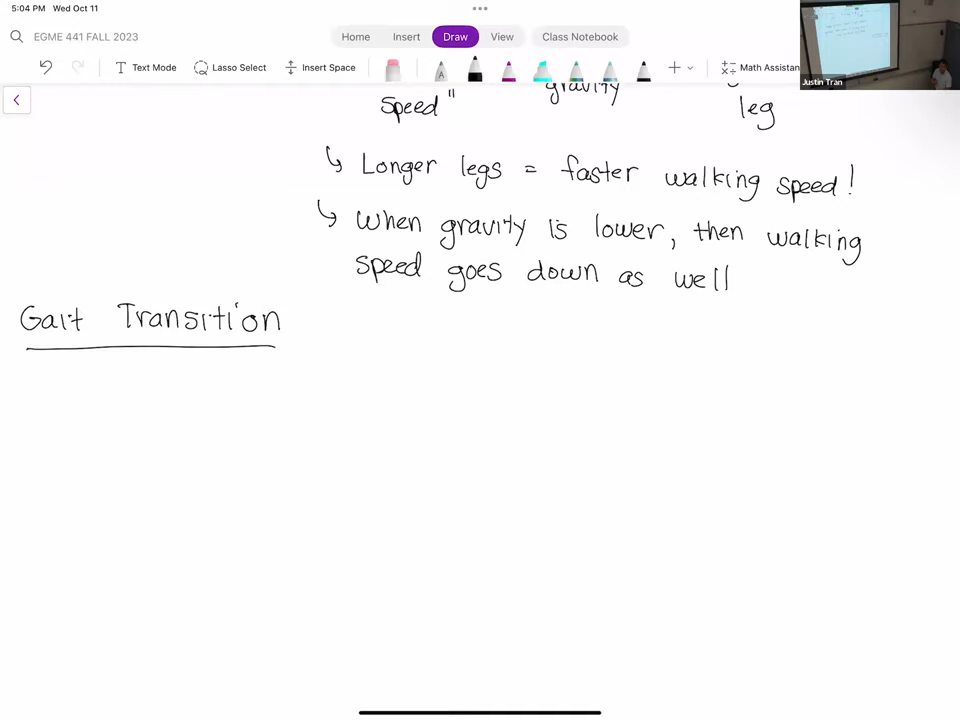 5:04 PM Wed Oct 11
EGME 441 FALL 2023
Home Insert Draw View Class Notebook
Text Mode Lasso Select Insert Space A Math Assistan
Justin Tran
speed" gravity leg
↳ Longer legs = faster walking speed!
↳ When gravity is lower, then walking
speed goes down as well
Gait Transition